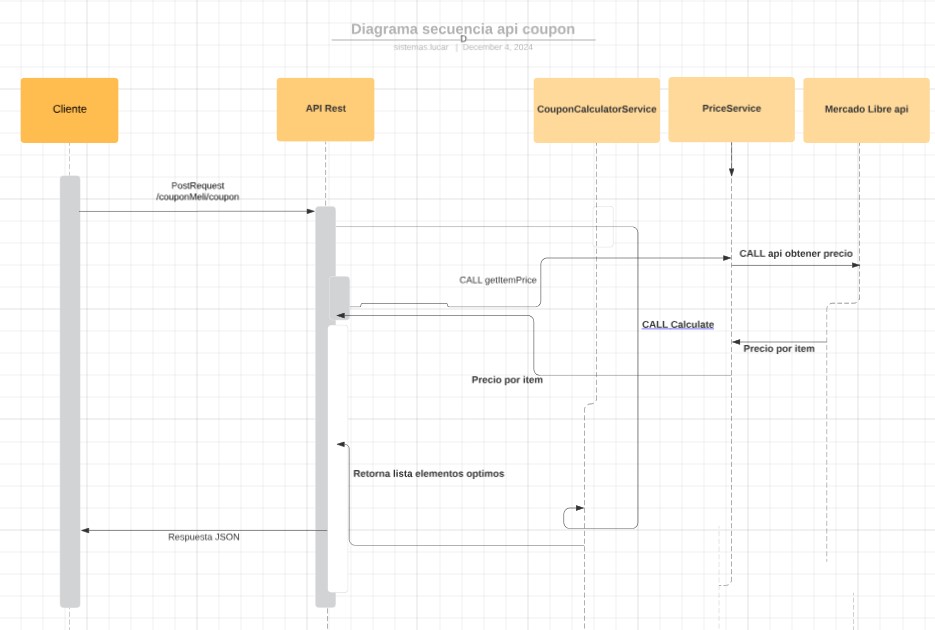 Diagrama secuencia api coupon
D
sistemas.lucar | December 4, 2024
Cliente
API Rest
CouponCalculatorService
PriceService
Mercado Libre api
PostRequest
/couponMeli/coupon
CALL api obtener precio
CALL getItemPrice
CALL Calculate
Precio por item
Precio por item
Retorna lista elementos optimos
Respuesta JSON